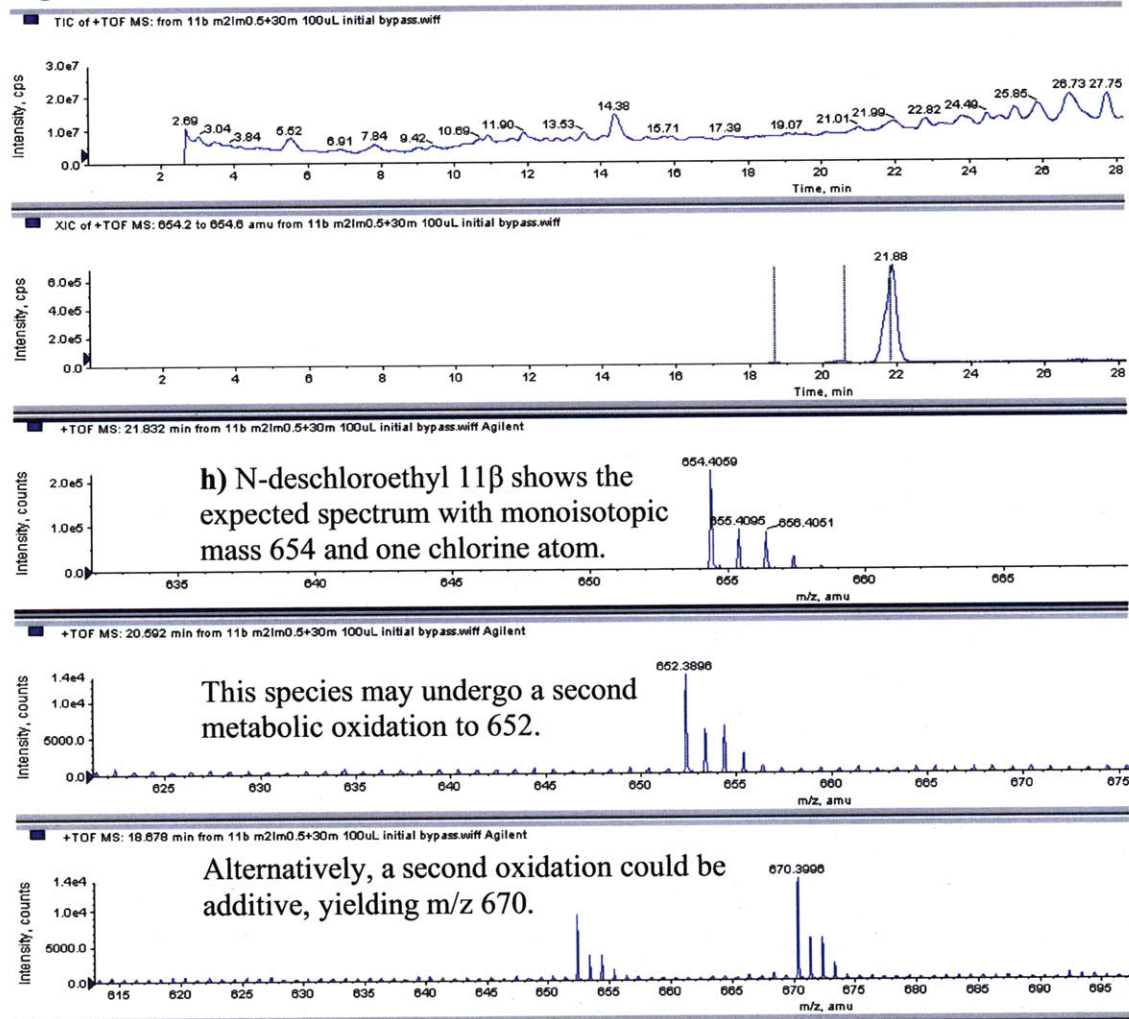 TIC of +TOF MS: from 11b m2lm0.5+30m 100uL initial bypass.wiff
Intensity, cps
3.0e7
2.0e7
1.0e7
0.0
2.69
3.04
3.84
5.52
6.91
7.84
9.42
10.69
11.90
13.53
14.38
15.71
17.39
19.07
21.01
21.99
22.82
24.49
25.85
26.73
27.75
2 4 6 8 10 12 14 16 18 20 22 24 26 28
Time, min
XIC of +TOF MS: 654.2 to 654.6 amu from 11b m2lm0.5+30m 100uL initial bypass.wiff
Intensity, cps
6.0e5
4.0e5
2.0e5
0.0
21.88
2 4 6 8 10 12 14 16 18 20 22 24 26 28
Time, min
+TOF MS: 21.832 min from 11b m2lm0.5+30m 100uL initial bypass.wiff Agilent
Intensity, counts
2.0e5
1.0e5
0.0
h) N-deschloroethyl 11β shows the
expected spectrum with monoisotopic
mass 654 and one chlorine atom.
654.4059
655.4095
656.4051
635 640 645 650 655 660 665
m/z, amu
+TOF MS: 20.592 min from 11b m2lm0.5+30m 100uL initial bypass.wiff Agilent
Intensity, counts
1.4e4
1.0e4
5000.0
0.0
This species may undergo a second
metabolic oxidation to 652.
652.3896
625 630 635 640 645 650 655 660 665 670 675
m/z, amu
+TOF MS: 18.678 min from 11b m2lm0.5+30m 100uL initial bypass.wiff Agilent
Intensity, counts
1.4e4
1.0e4
5000.0
0.0
Alternatively, a second oxidation could be
additive, yielding m/z 670.
670.3996
615 620 625 630 635 640 645 650 655 660 665 670 675 680 685 690 695
m/z, amu